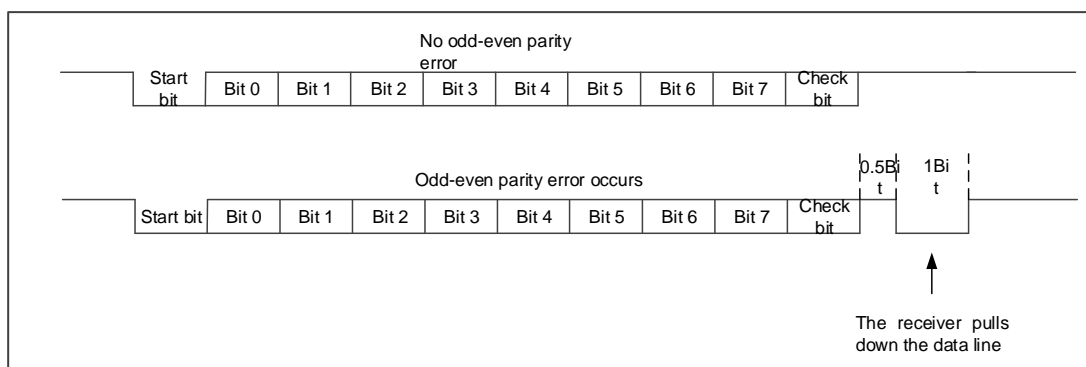 No odd-even parity
error
Start
bit
Bit 0
Bit 1
Bit 2
Bit 3
Bit 4
Bit 5
Bit 6
Bit 7
Check
bit
0.5Bi
t
1Bi
t
Odd-even parity error occurs
Start bit
Bit 0
Bit 1
Bit 2
Bit 3
Bit 4
Bit 5
Bit 6
Bit 7
Check
bit
The receiver pulls
down the data line